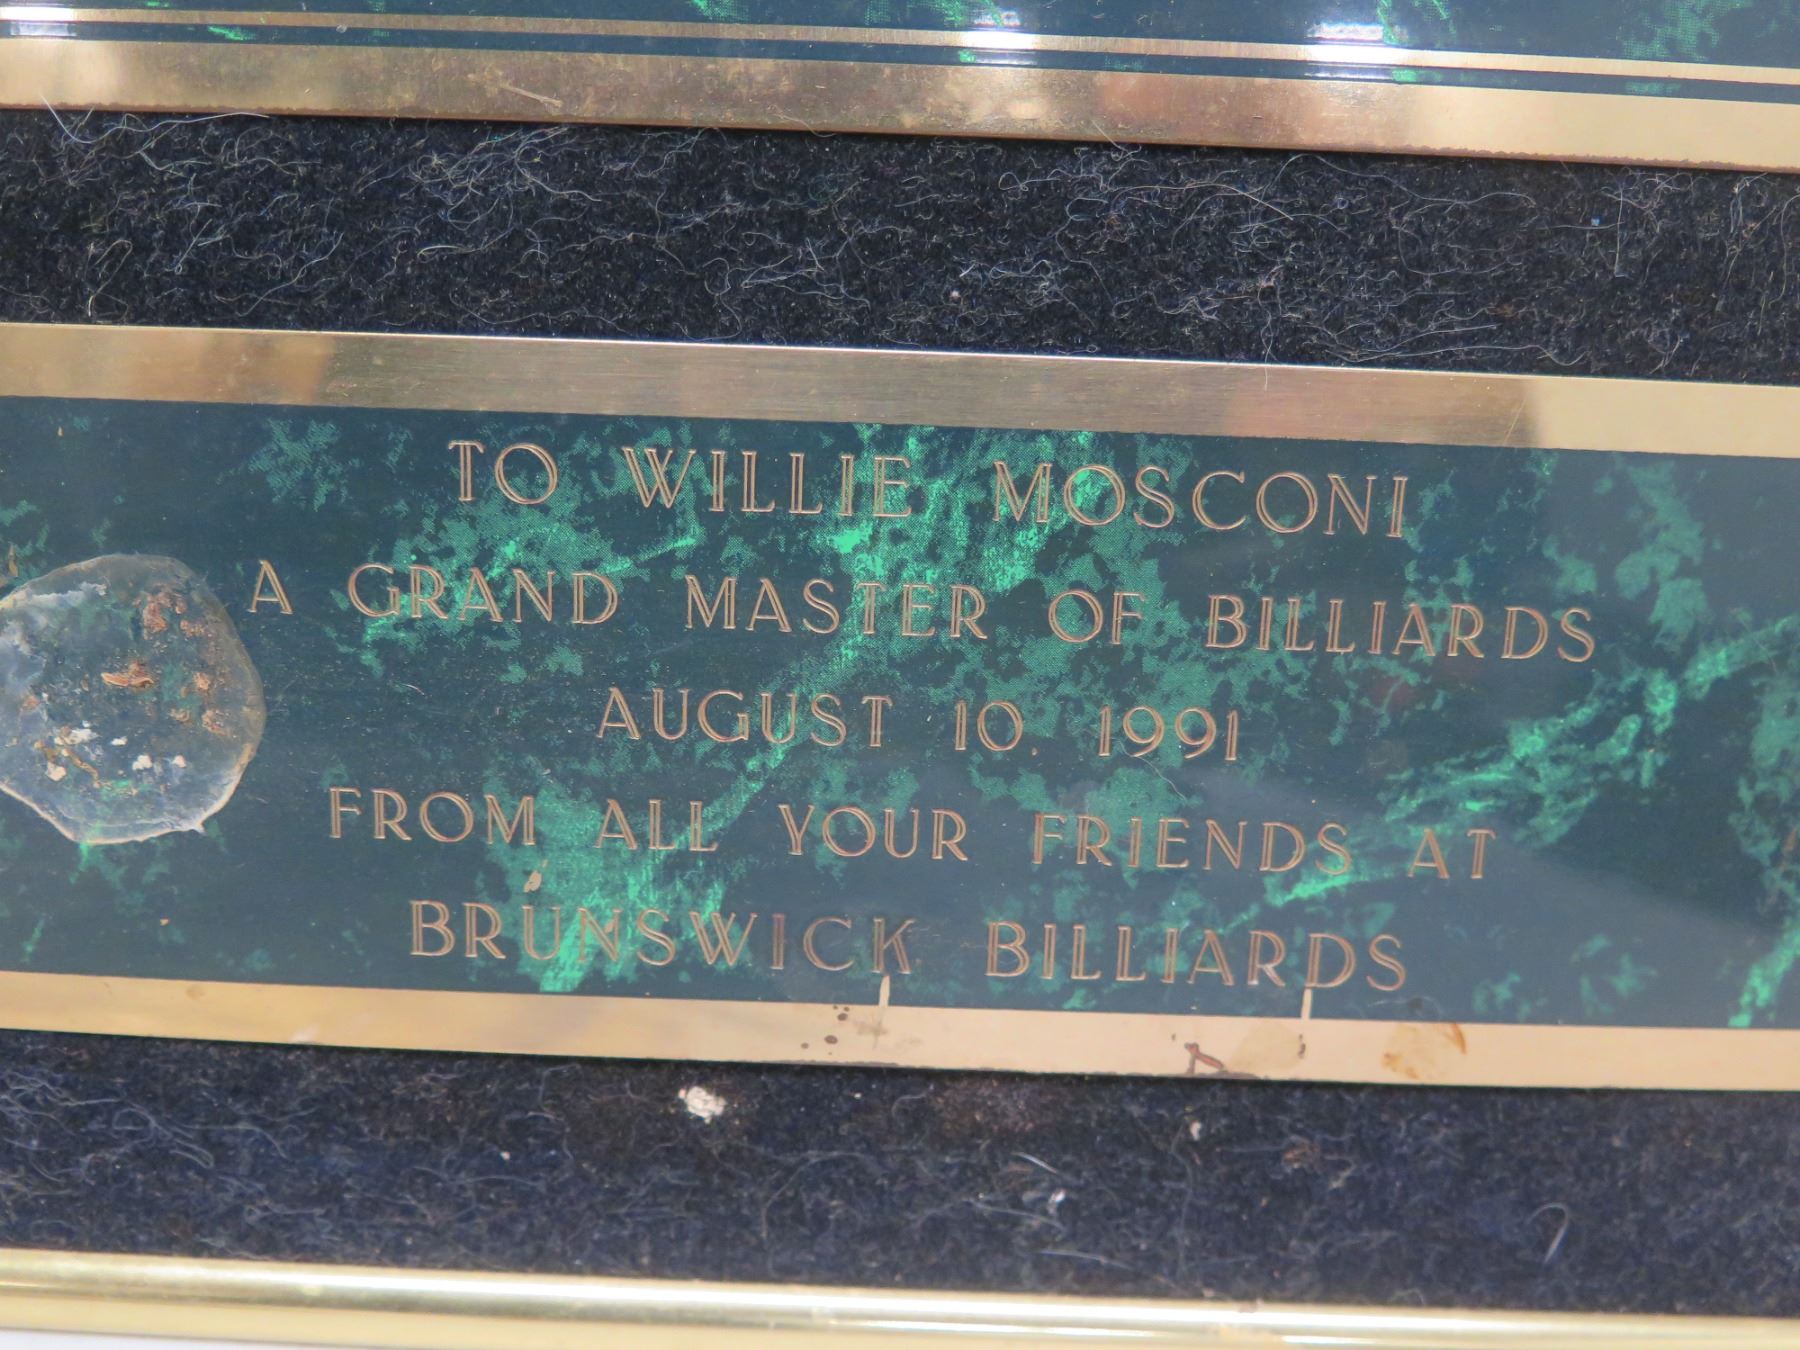 TO WILLIE MOSCONI
A GRAND MASTER OF BILLIARDS
AUGUST 10. 1991
FROM ALL YOUR FRIENDS AT
BRUNSWICK BILLIARDS